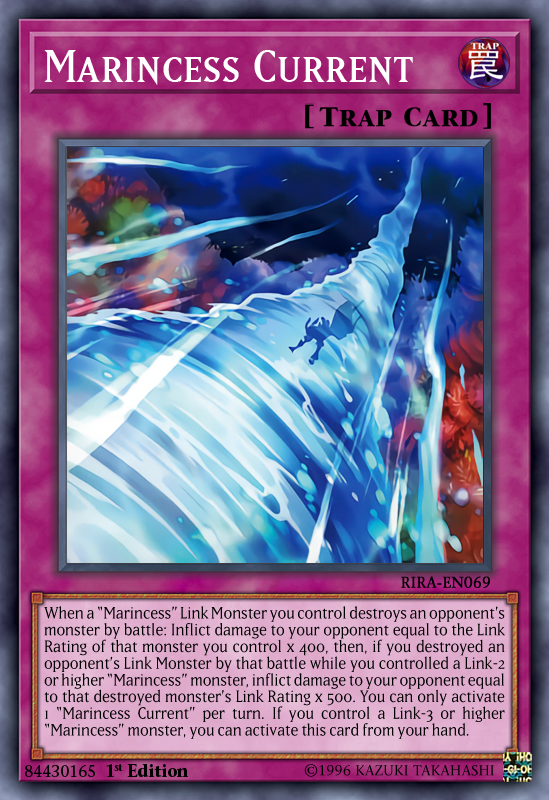 Marincess Current
TRAP
罠
[Trap Card]
RIRA-EN069
When a "Marincess" Link Monster you control destroys an opponent's
monster by battle: Inflict damage to your opponent equal to the Link
Rating of that monster you control x 400, then, if you destroyed an
opponent's Link Monster by that battle while you controlled a Link-2
or higher "Marincess" monster, inflict damage to your opponent equal
to that destroyed monster's Link Rating x 500. You can only activate
1 "Marincess Current" per turn. If you control a Link-3 or higher
"Marincess" monster, you can activate this card from your hand.
84430165 1st Edition ©1996 KAZUKI TAKAHASHI